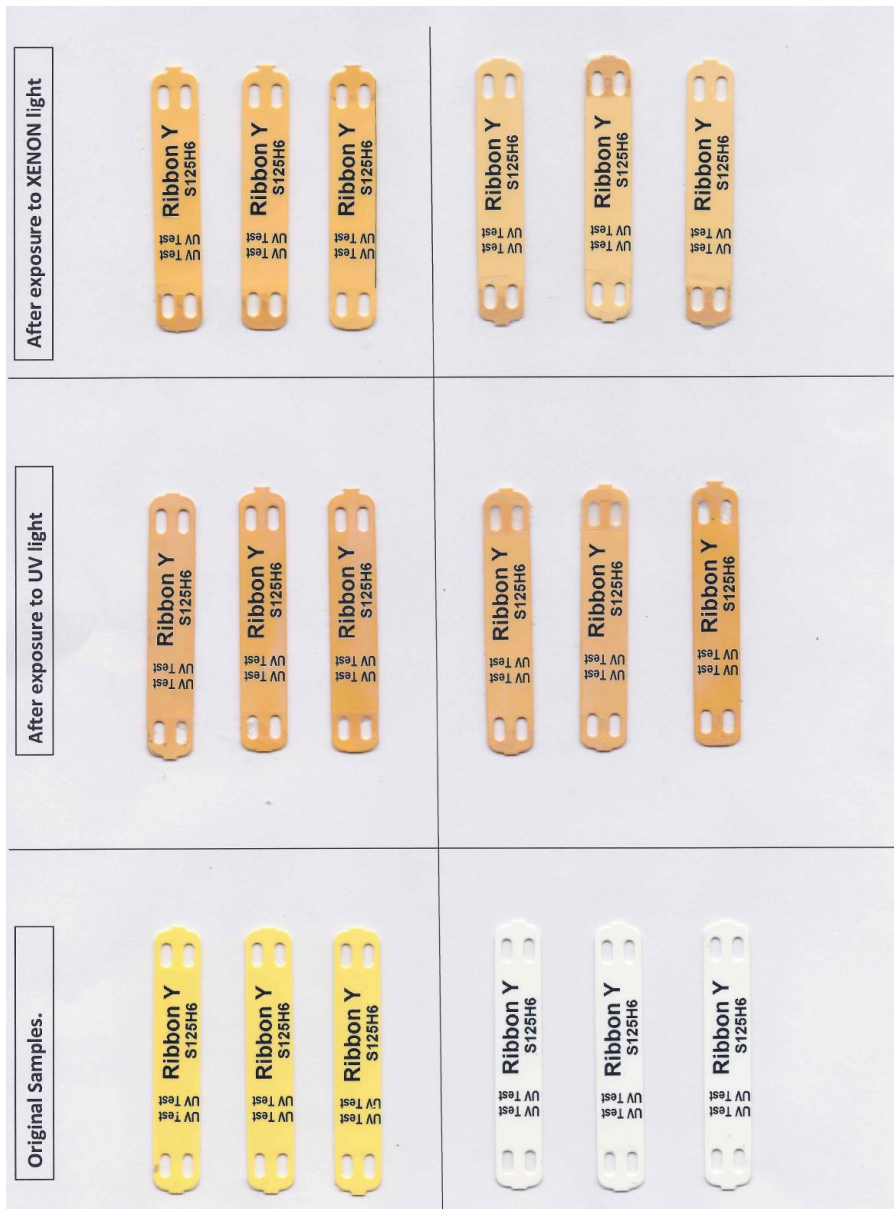 Original Samples.
After exposure to UV light
After exposure to XENON light
Ribbon Y
S125H6
UV Test
UV Test
Ribbon Y
S125H6
UV Test
UV Test
Ribbon Y
S125H6
UV Test
UV Test
Ribbon Y
S125H6
UV Test
UV Test
Ribbon Y
S125H6
UV Test
UV Test
Ribbon Y
S125H6
UV Test
UV Test
Ribbon Y
S125H6
UV Test
UV Test
Ribbon Y
S125H6
UV Test
UV Test
Ribbon Y
S125H6
UV Test
UV Test
Ribbon Y
S125H6
UV Test
UV Test
Ribbon Y
S125H6
UV Test
UV Test
Ribbon Y
S125H6
UV Test
UV Test
Ribbon Y
S125H6
UV Test
UV Test
Ribbon Y
S125H6
UV Test
UV Test
Ribbon Y
S125H6
UV Test
UV Test
Ribbon Y
S125H6
UV Test
UV Test
Ribbon Y
S125H6
UV Test
UV Test
Ribbon Y
S125H6
UV Test
UV Test